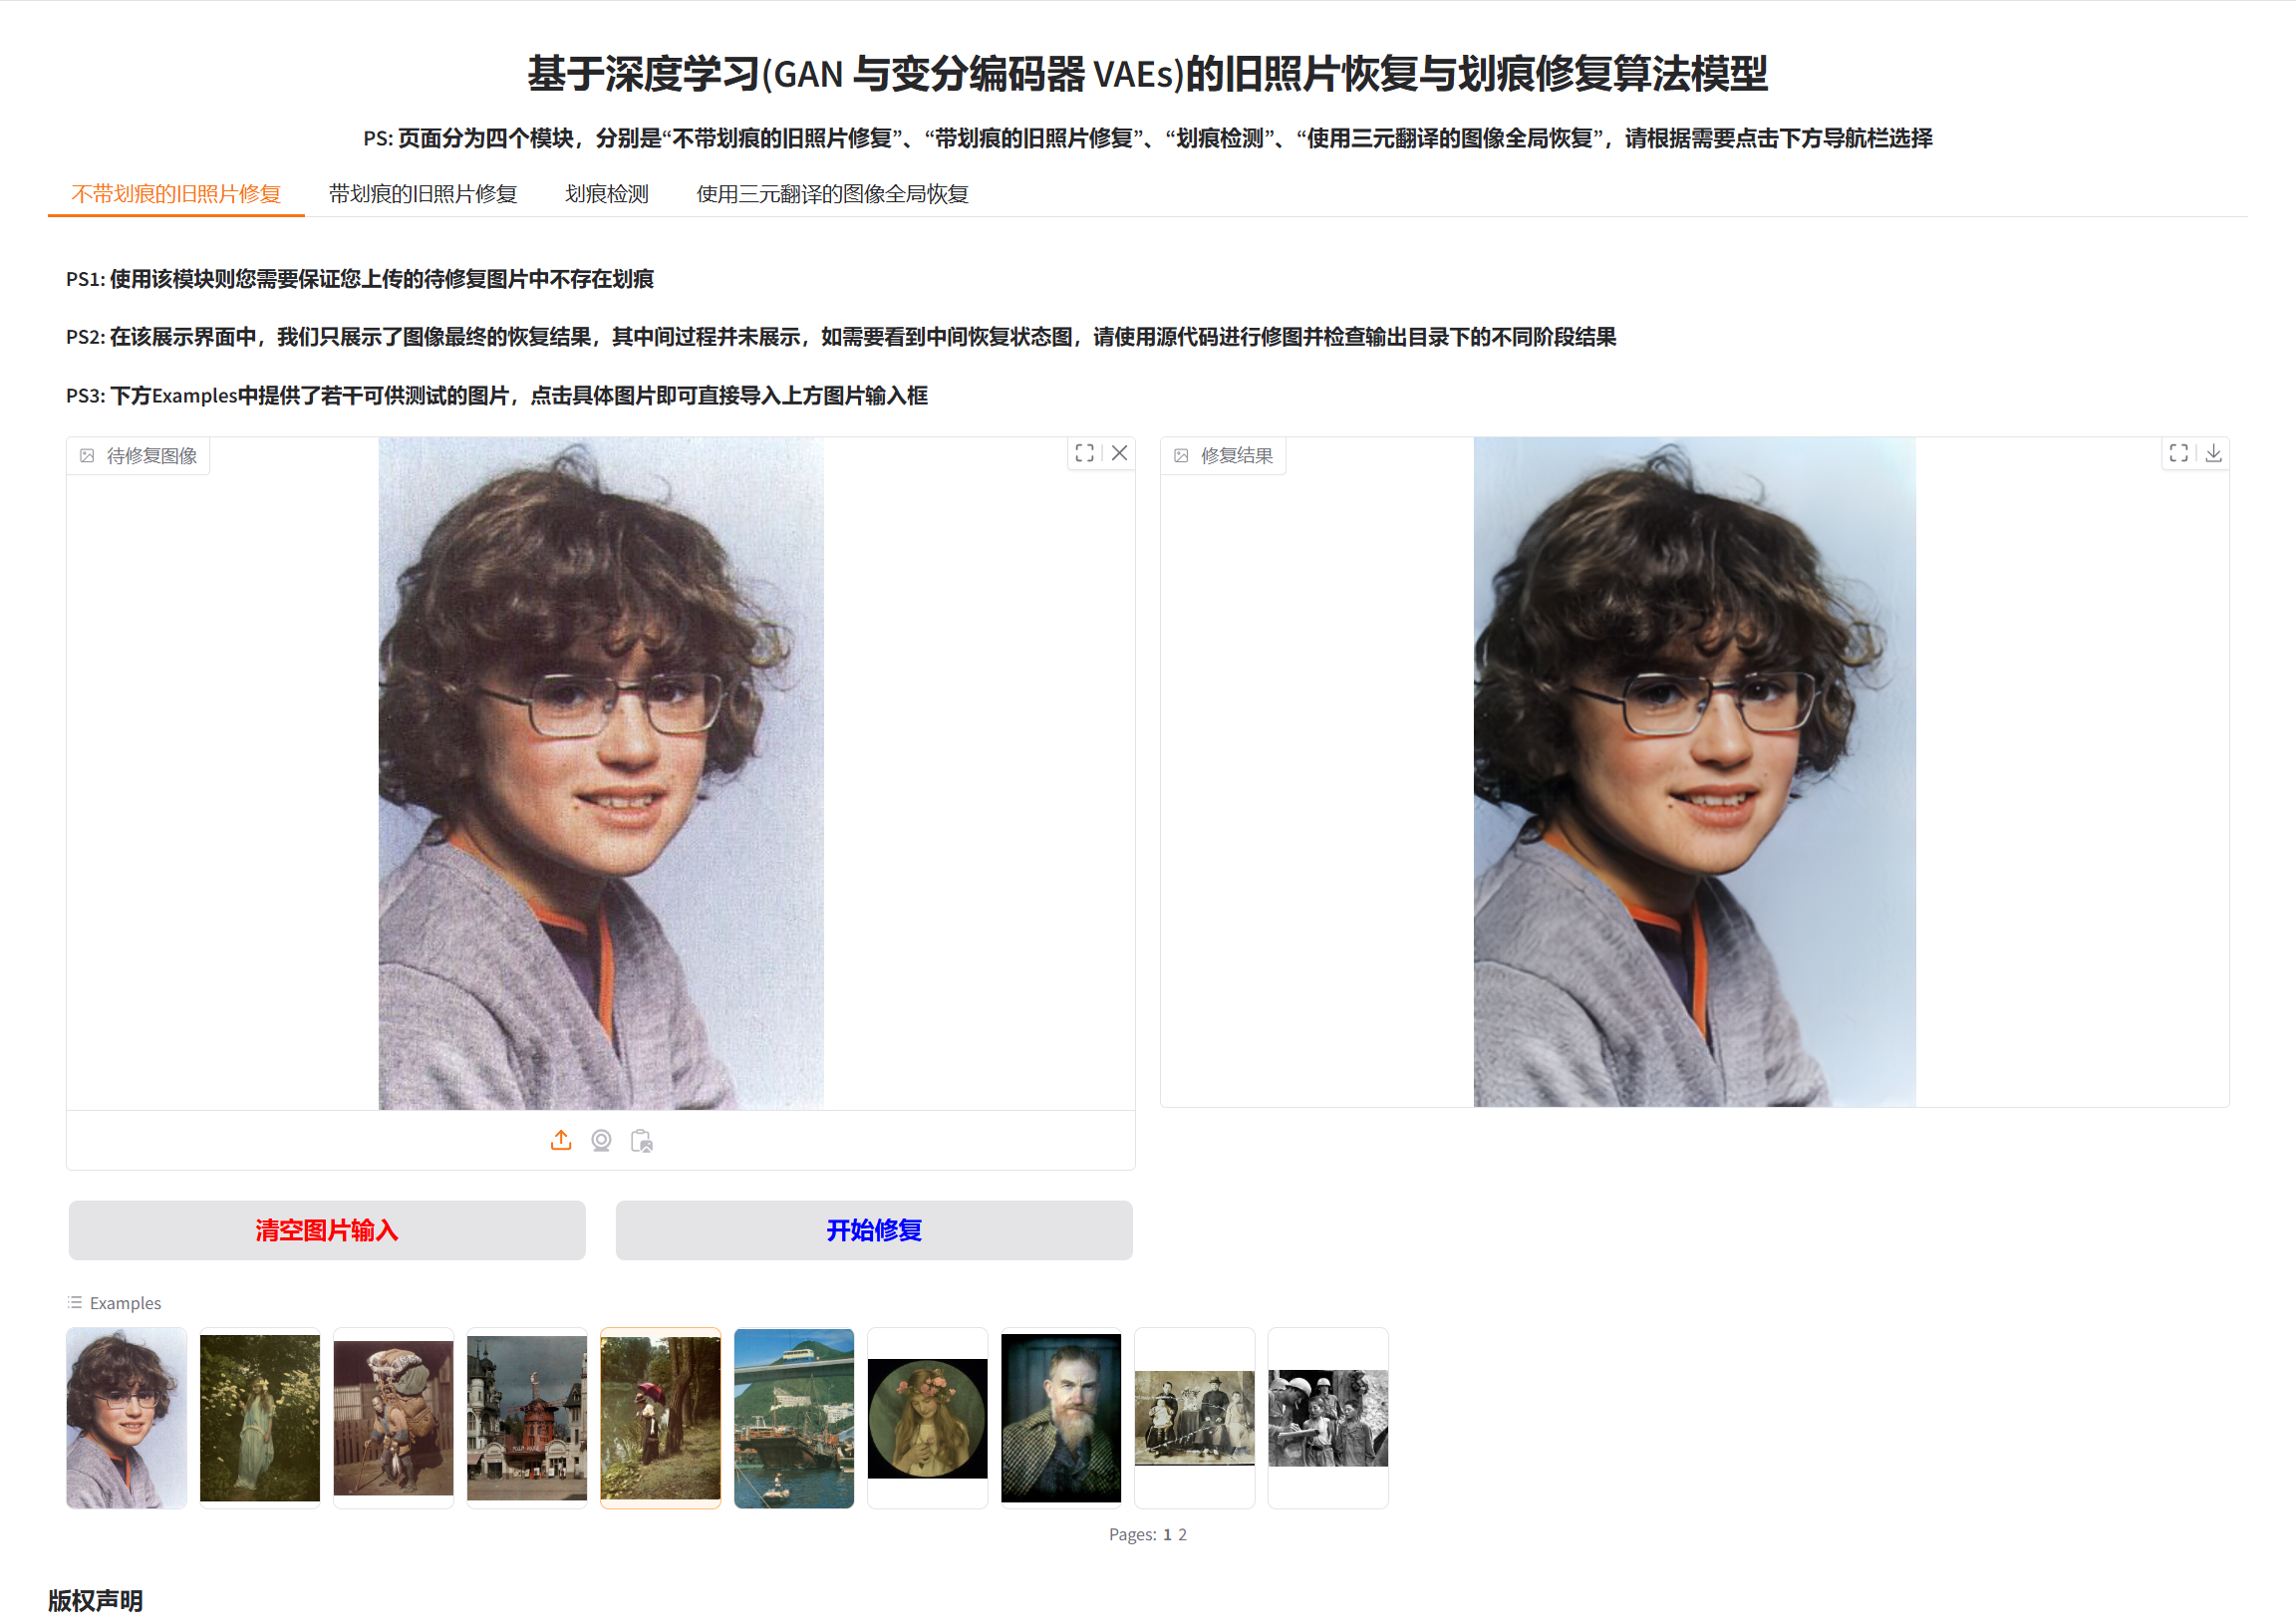 基于深度学习(GAN 与变分编码器 VAEs)的旧照片恢复与划痕修复算法模型
PS: 页面分为四个模块，分别是“不带划痕的旧照片修复”、“带划痕的旧照片修复”、“划痕检测”、“使用三元翻译的图像全局恢复”，请根据需要点击下方导航栏选择
不带划痕的旧照片修复 带划痕的旧照片修复 划痕检测 使用三元翻译的图像全局恢复
PS1: 使用该模块则您需要保证您上传的待修复图片中不存在划痕
PS2: 在该展示界面中，我们只展示了图像最终的恢复结果，其中间过程并未展示，如需要看到中间恢复状态图，请使用源代码进行修图并检查输出目录下的不同阶段结果
PS3: 下方Examples中提供了若干可供测试的图片，点击具体图片即可直接导入上方图片输入框
待修复图像
修复结果
清空图片输入 开始修复
Examples
Pages: 1 2
版权声明